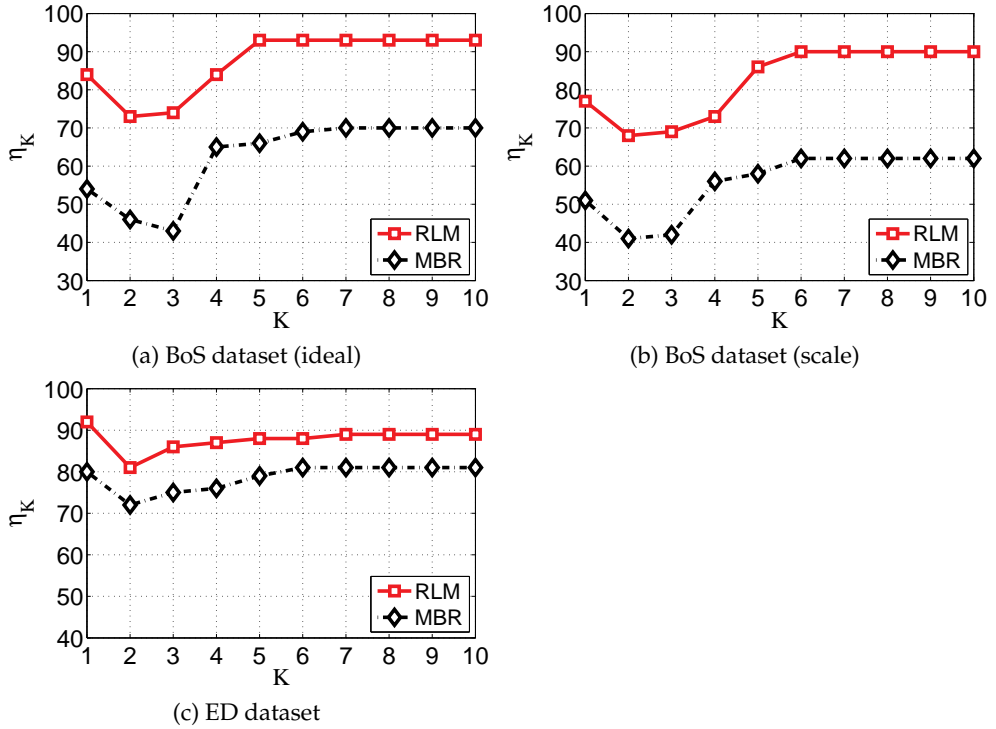 100
90
80
70
60
50
40
30
η_K
1 2 3 4 5 6 7 8 9 10
K
RLM
MBR
(a) BoS dataset (ideal)
100
90
80
70
60
50
40
30
η_K
1 2 3 4 5 6 7 8 9 10
K
RLM
MBR
(b) BoS dataset (scale)
100
90
80
70
60
50
40
η_K
1 2 3 4 5 6 7 8 9 10
K
RLM
MBR
(c) ED dataset